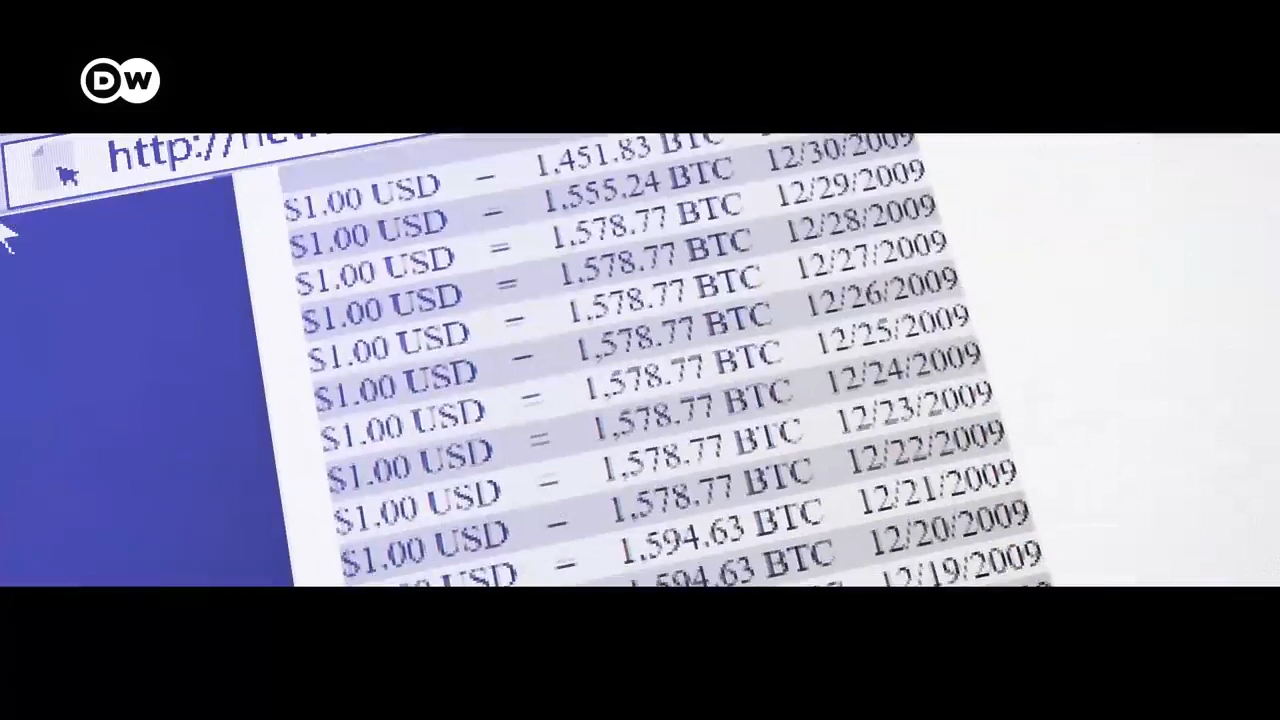 DW
http://
$1.00 USD – 1,451.83 BTC
$1.00 USD – 1,555.24 BTC 12/30/2009
$1.00 USD = 1,578.77 BTC 12/29/2009
$1.00 USD = 1,578.77 BTC 12/28/2009
$1.00 USD – 1,578.77 BTC 12/27/2009
$1.00 USD – 1,578.77 BTC 12/26/2009
$1.00 USD – 1,578.77 BTC 12/25/2009
$1.00 USD = 1,578.77 BTC 12/24/2009
$1.00 USD – 1,578.77 BTC 12/23/2009
$1.00 USD – 1,578.77 BTC 12/22/2009
USD – 1,594.63 BTC 12/21/2009
1,594.63 BTC 12/20/2009
12/19/2009